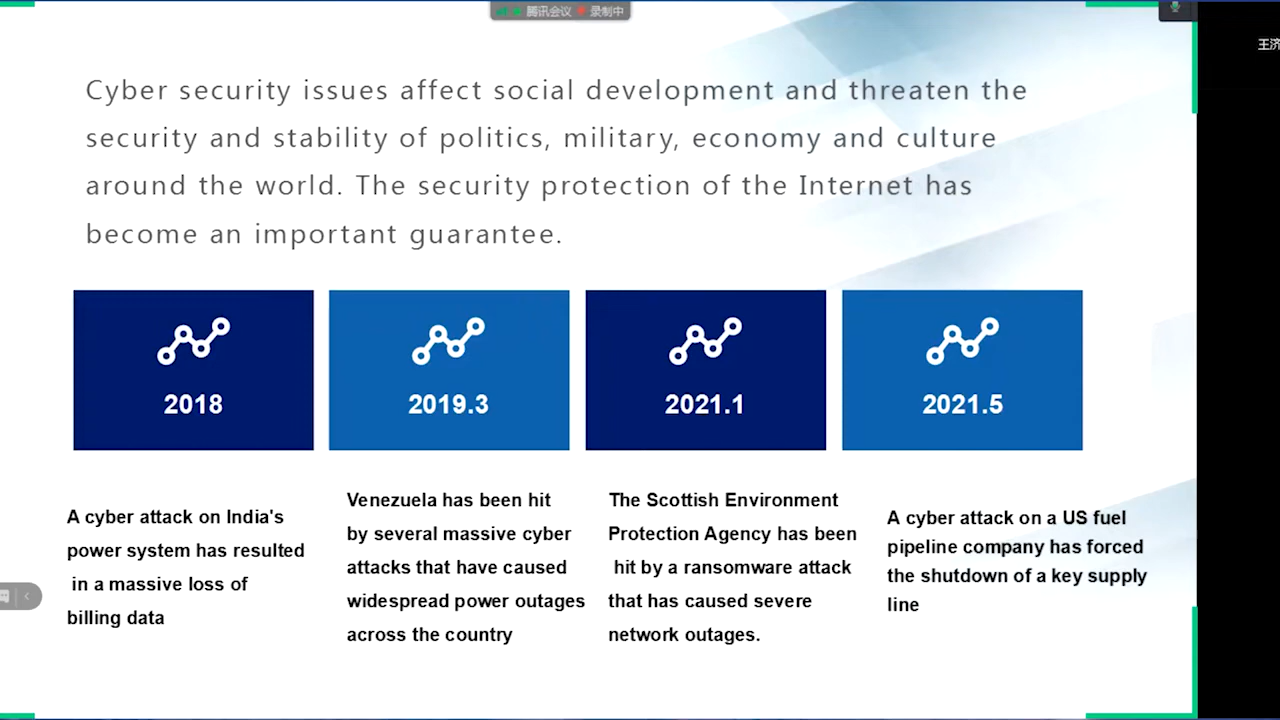 腾讯会议 录制中
王济
Cyber security issues affect social development and threaten the
security and stability of politics, military, economy and culture
around the world. The security protection of the Internet has
become an important guarantee.
2018
2019.3
2021.1
2021.5
A cyber attack on India's
power system has resulted
in a massive loss of
billing data
Venezuela has been hit
by several massive cyber
attacks that have caused
widespread power outages
across the country
The Scottish Environment
Protection Agency has been
hit by a ransomware attack
that has caused severe
network outages.
A cyber attack on a US fuel
pipeline company has forced
the shutdown of a key supply
line